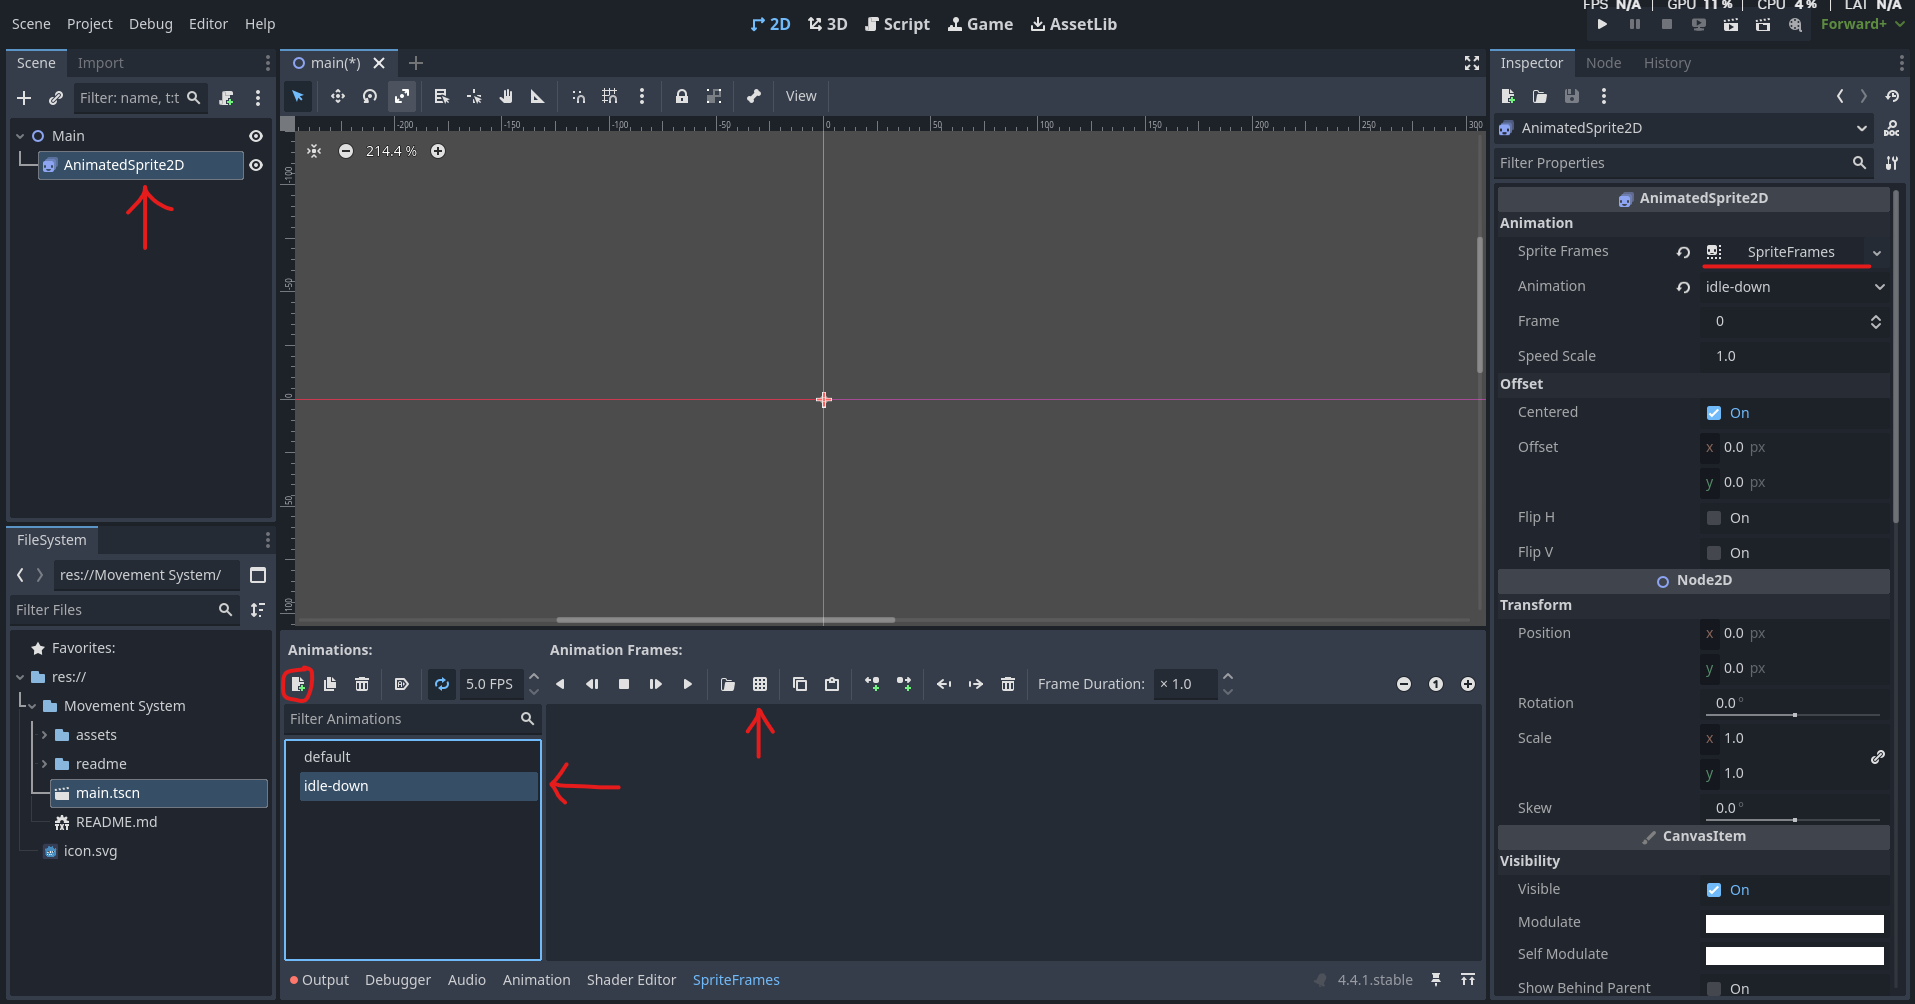 FPS N/A | GPU 11 % | CPU 4 % | LAT N/A
Scene Project Debug Editor Help
2D 3D Script Game AssetLib
Forward+
Scene Import
Filter: name, t:t
Main
AnimatedSprite2D
main(*)
View
-200 -150 -100 -50 0 50 100 150 200 250 300
-100
-50
0
50
100
214.4 %
FileSystem
res://Movement System/
Filter Files
Favorites:
res://
Movement System
assets
readme
main.tscn
README.md
icon.svg
Animations:
5.0 FPS
Filter Animations
default
idle-down
Animation Frames:
Frame Duration: × 1.0
Output Debugger Audio Animation Shader Editor SpriteFrames
4.4.1.stable
Inspector Node History
AnimatedSprite2D
Filter Properties
AnimatedSprite2D
Animation
Sprite Frames SpriteFrames
Animation idle-down
Frame 0
Speed Scale 1.0
Offset
Centered On
Offset x 0.0 px
y 0.0 px
Flip H On
Flip V On
Node2D
Transform
Position x 0.0 px
y 0.0 px
Rotation 0.0 °
Scale x 1.0
y 1.0
Skew 0.0 °
CanvasItem
Visibility
Visible On
Modulate
Self Modulate
Show Behind Parent On